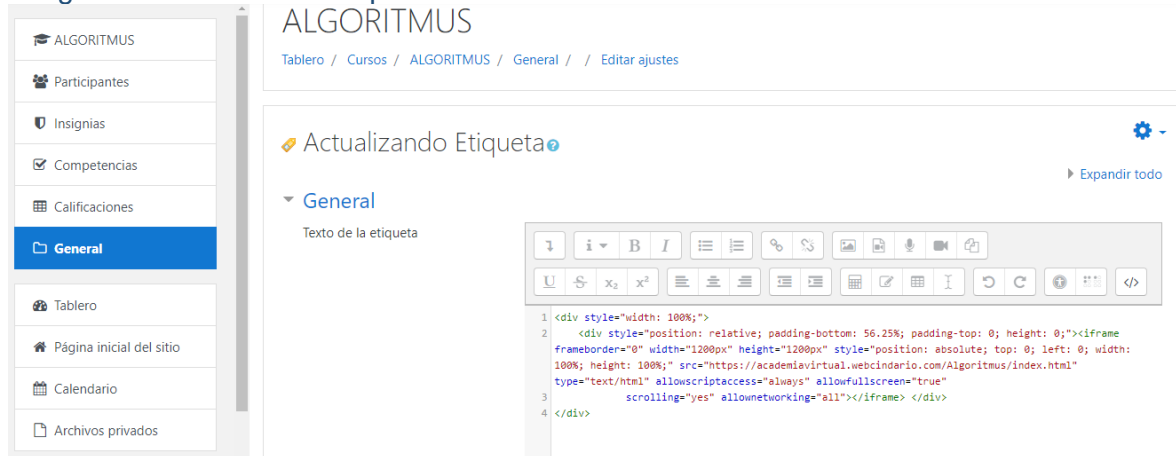 ALGORITMUS
Participantes
Insignias
Competencias
Calificaciones
General
Tablero
Página inicial del sitio
Calendario
Archivos privados
ALGORITMUS
Tablero / Cursos / ALGORITMUS / General / / Editar ajustes
Actualizando Etiqueta
Expandir todo
General
Texto de la etiqueta
i B I
U S x₂ x² </>
1 <div style="width: 100%;">
2 <div style="position: relative; padding-bottom: 56.25%; padding-top: 0; height: 0;"><iframe
frameborder="0" width="1200px" height="1200px" style="position: absolute; top: 0; left: 0; width:
100%; height: 100%;" src="https://academiavirtual.webcindario.com/Algoritmus/index.html"
type="text/html" allowscriptaccess="always" allowfullscreen="true"
3 scrolling="yes" allownetworking="all"></iframe> </div>
4 </div>